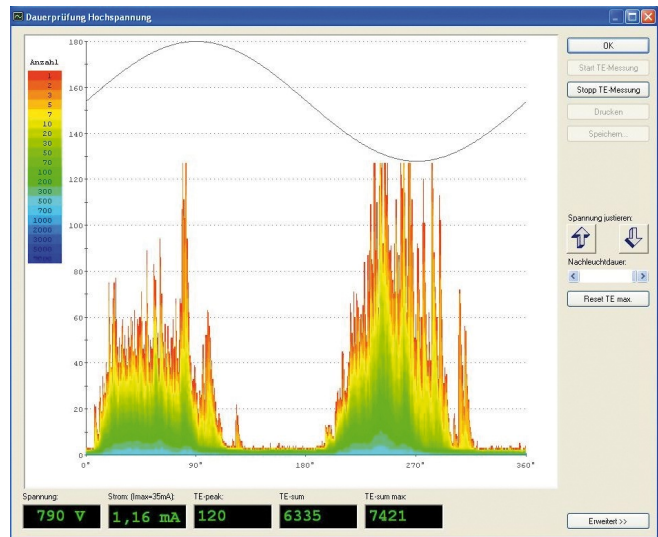 Dauerprüfung Hochspannung
Anzahl
1
2
3
5
7
10
20
30
50
70
100
200
300
500
700
1000
2000
3000
5000
180
160
140
120
100
80
60
40
20
0
0°
90°
180°
270°
360°
OK
Start TE-Messung
Stopp TE-Messung
Drucken
Speichern...
Spannung justieren:
Nachleuchtdauer:
Reset TE max.
Spannung:
Strom: (Imax=35mA):
TE-peak:
TE-sum
TE-sum max:
790 V
1,16 mA
120
6335
7421
Erweitert >>